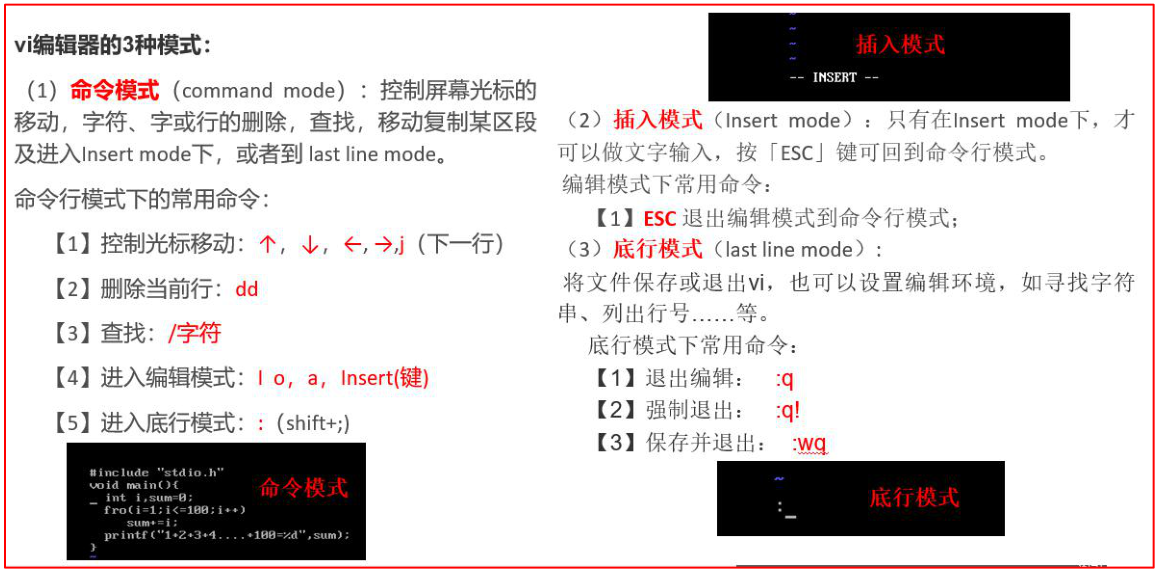 vi编辑器的3种模式：
（1）命令模式（command mode）：控制屏幕光标的
移动，字符、字或行的删除，查找，移动复制某区段
及进入Insert mode下，或者到 last line mode。
命令行模式下的常用命令：
【1】控制光标移动：↑，↓，←,→,j（下一行）
【2】删除当前行：dd
【3】查找：/字符
【4】进入编辑模式：I o，a，Insert(键)
【5】进入底行模式：:（shift+;)
#include "stdio.h"
void main(){
_ int i,sum=0;
fro(i=1;i<=100;i++)
sum+=i;
printf("1+2+3+4....+100=%d",sum);
}
~
命令模式
~
~
~
~
插入模式
-- INSERT --
（2）插入模式（Insert mode）：只有在Insert mode下，才
可以做文字输入，按「ESC」键可回到命令行模式。
编辑模式下常用命令：
【1】ESC 退出编辑模式到命令行模式；
（3）底行模式（last line mode）:
将文件保存或退出vi，也可以设置编辑环境，如寻找字符
串、列出行号……等。
底行模式下常用命令：
【1】退出编辑： :q
【2】强制退出： :q!
【3】保存并退出： :wq
~
:_
底行模式